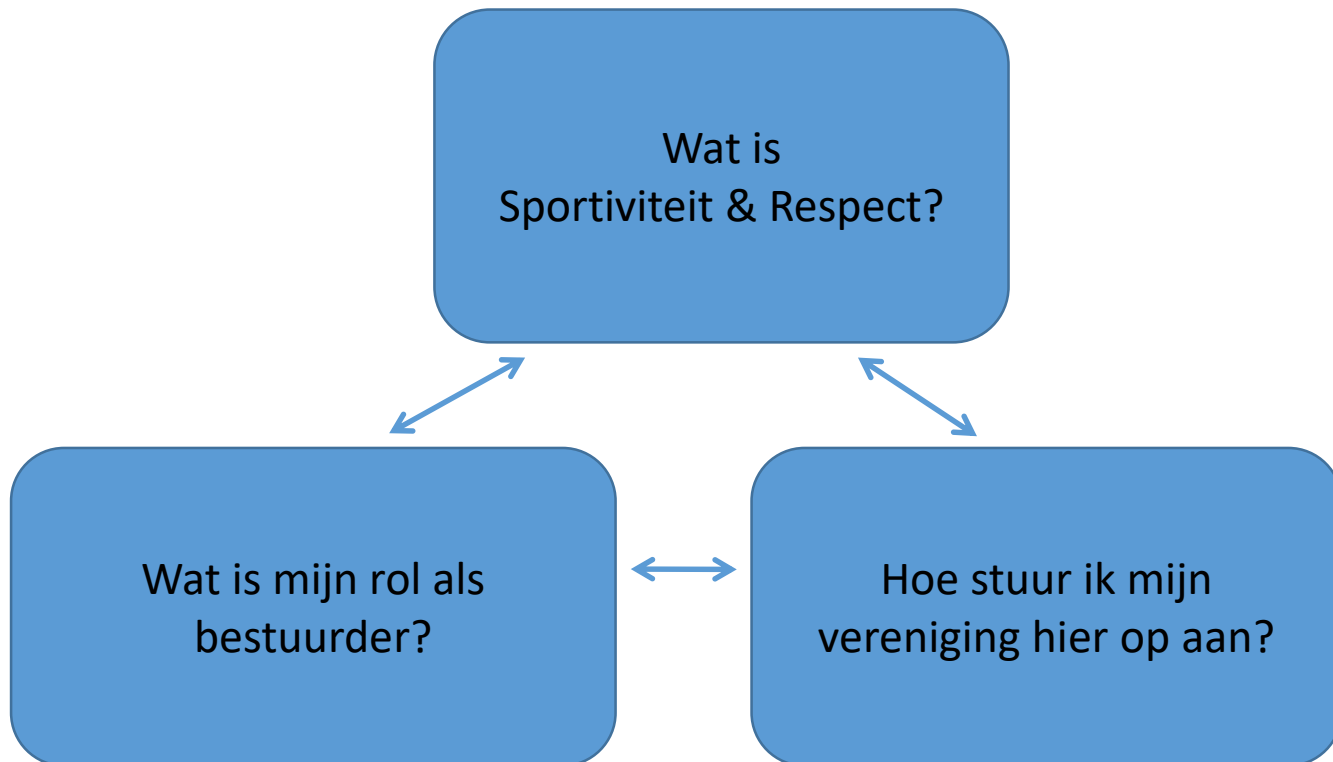 Wat is
Sportiviteit & Respect?
Wat is mijn rol als
bestuurder?
Hoe stuur ik mijn
vereniging hier op aan?